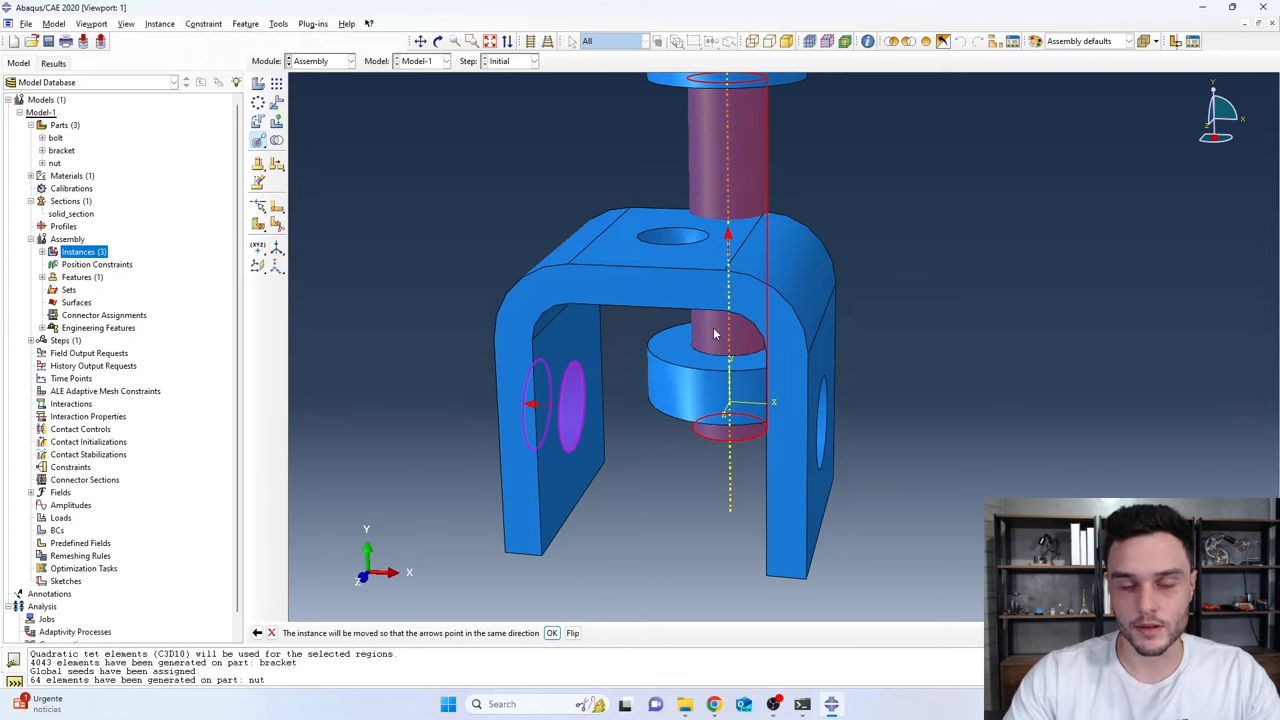 Abaqus/CAE 2020 [Viewport: 1]
File Model Viewport View Instance Constraint Feature Tools Plug-ins Help
All
Assembly defaults
Model Results
Module: Assembly Model: Model-1 Step: Initial
Model Database
Models (1)
Model-1
Parts (3)
bolt
bracket
nut
Materials (1)
Calibrations
Sections (1)
solid_section
Profiles
Assembly
Instances (3)
Position Constraints
Features (1)
Sets
Surfaces
Connector Assignments
Engineering Features
Steps (1)
Field Output Requests
History Output Requests
Time Points
ALE Adaptive Mesh Constraints
Interactions
Interaction Properties
Contact Controls
Contact Initializations
Contact Stabilizations
Constraints
Connector Sections
Fields
Amplitudes
Loads
BCs
Predefined Fields
Remeshing Rules
Optimization Tasks
Sketches
Annotations
Analysis
Jobs
Adaptivity Processes
(XYZ)
Y
X
Z
Y
X
Z
Y
X
Z
The instance will be moved so that the arrows point in the same direction OK Flip
Quadratic tet elements (C3D10) will be used for the selected regions.
4043 elements have been generated on part: bracket
Global seeds have been assigned.
64 elements have been generated on part: nut
Urgente
noticias
Search